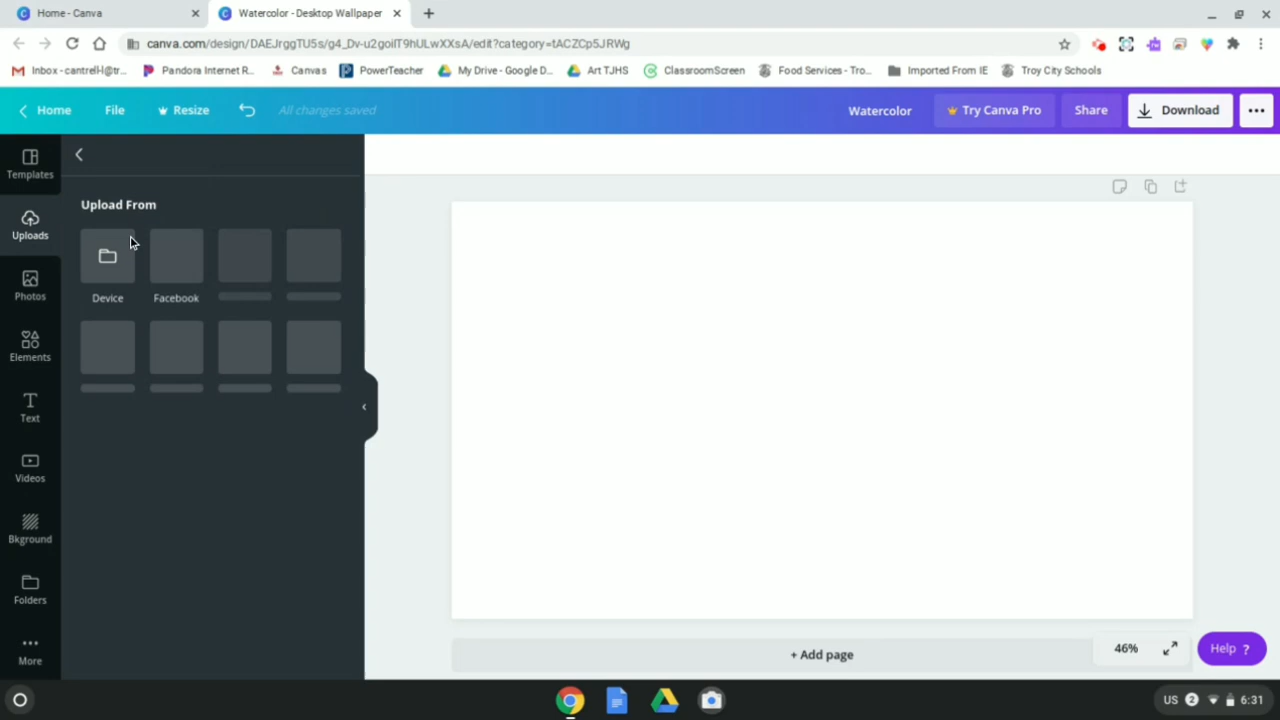 Home - Canva
Watercolor - Desktop Wallpaper
canva.com/design/DAEJrggTU5s/g4_Dv-u2goiIT9hULwXXsA/edit?category=tACZCp5JRWg
Inbox - cantrell-l@tr...
Pandora Internet R...
Canvas
PowerTeacher
My Drive - Google D...
Art TJHS
ClassroomScreen
Food Services - Tro...
Imported From IE
Troy City Schools
Home
File
Resize
All changes saved
Watercolor
Try Canva Pro
Share
Download
Templates
Uploads
Photos
Elements
Text
Videos
Bkground
Folders
More
Upload From
Device
Facebook
+ Add page
46%
Help ?
US
2
6:31